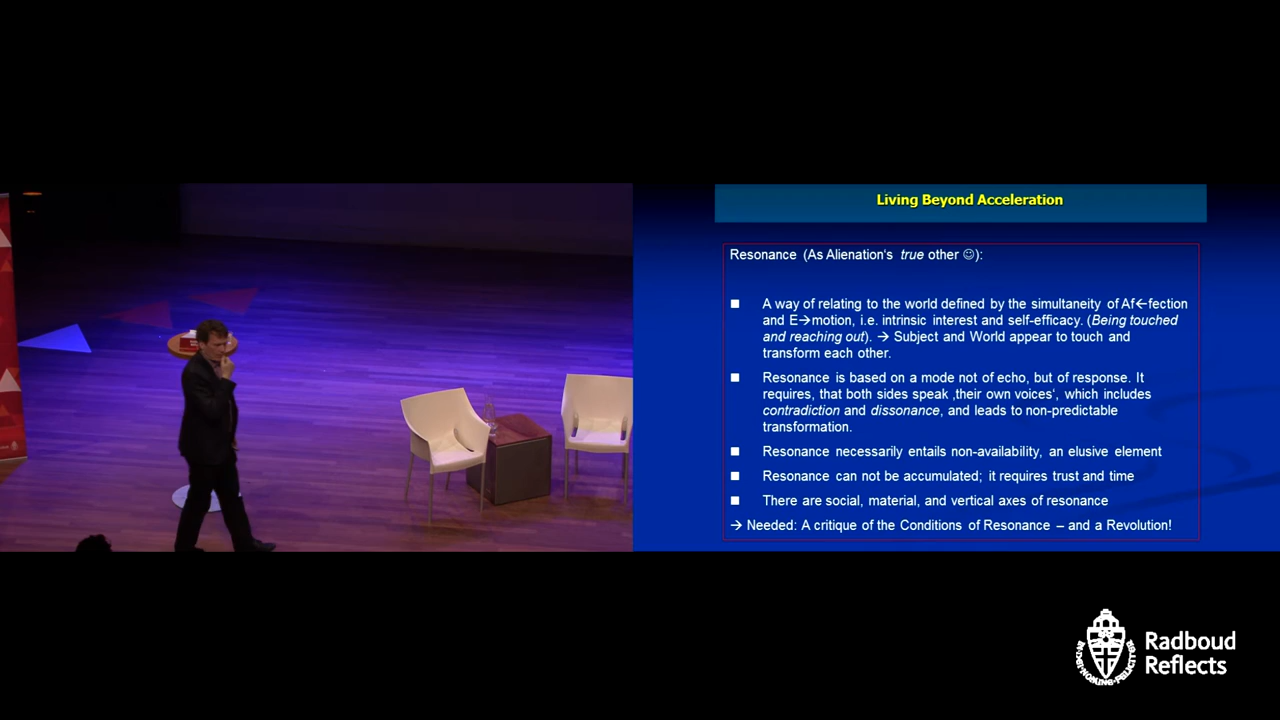 Living Beyond Acceleration
Resonance (As Alienation's true other ☺):
■ A way of relating to the world defined by the simultaneity of Af←fection
and E→motion, i.e. intrinsic interest and self-efficacy. (Being touched
and reaching out). → Subject and World appear to touch and
transform each other.
■ Resonance is based on a mode not of echo, but of response. It
requires, that both sides speak ‚their own voices‘, which includes
contradiction and dissonance, and leads to non-predictable
transformation.
■ Resonance necessarily entails non-availability, an elusive element
■ Resonance can not be accumulated; it requires trust and time
■ There are social, material, and vertical axes of resonance
→ Needed: A critique of the Conditions of Resonance – and a Revolution!
Radboud
Reflects